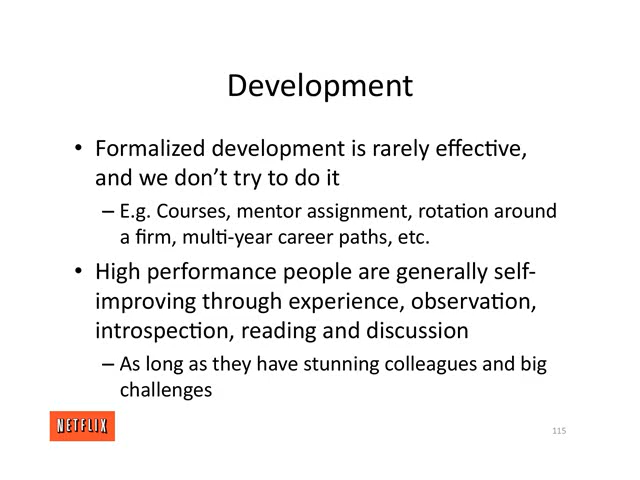 Development
• Formalized development is rarely effective,
and we don't try to do it
– E.g. Courses, mentor assignment, rotation around
a firm, multi-year career paths, etc.
• High performance people are generally self-
improving through experience, observation,
introspection, reading and discussion
– As long as they have stunning colleagues and big
challenges
NETFLIX
115